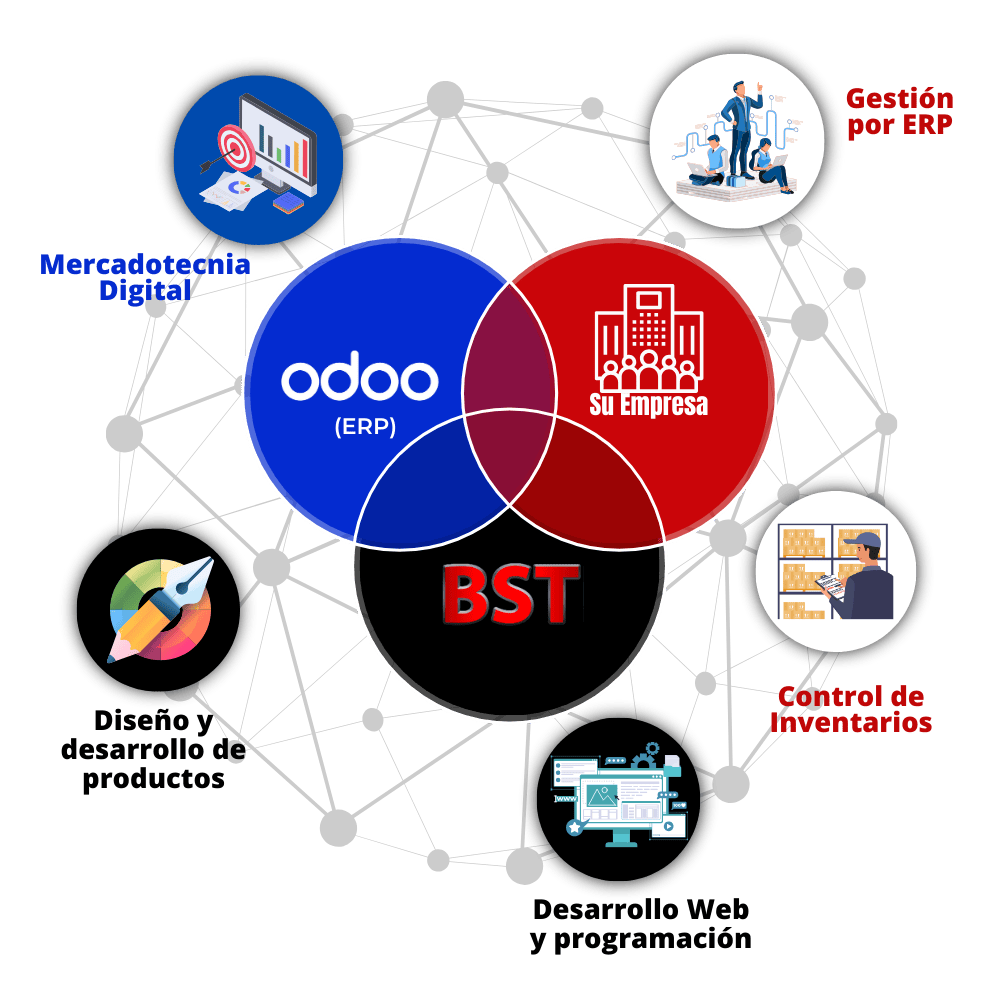 Gestión
por ERP
Mercadotecnia
Digital
odoo
(ERP)
Su Empresa
BST
Control de
Inventarios
Diseño y
desarrollo de
productos
www
Desarrollo Web
y programación